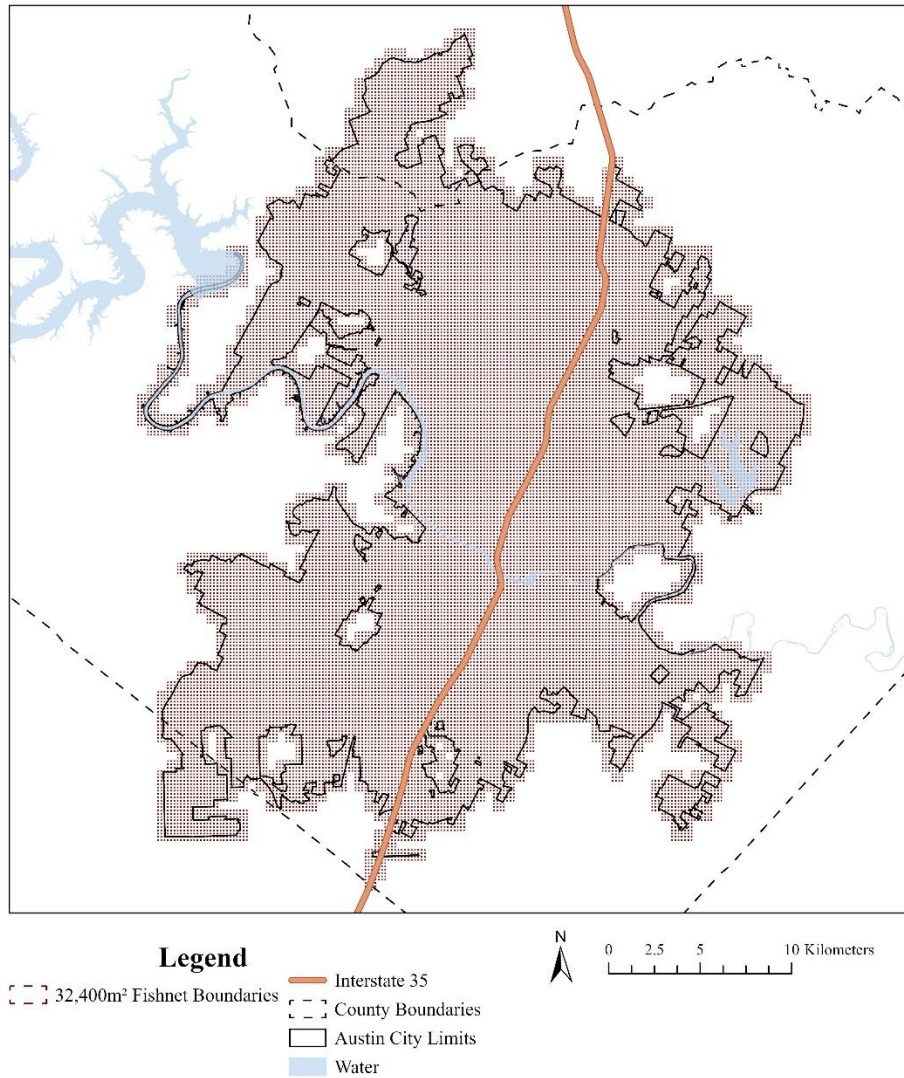 Legend
32,400m² Fishnet Boundaries
Interstate 35
County Boundaries
Austin City Limits
Water
N
0 2.5 5 10 Kilometers